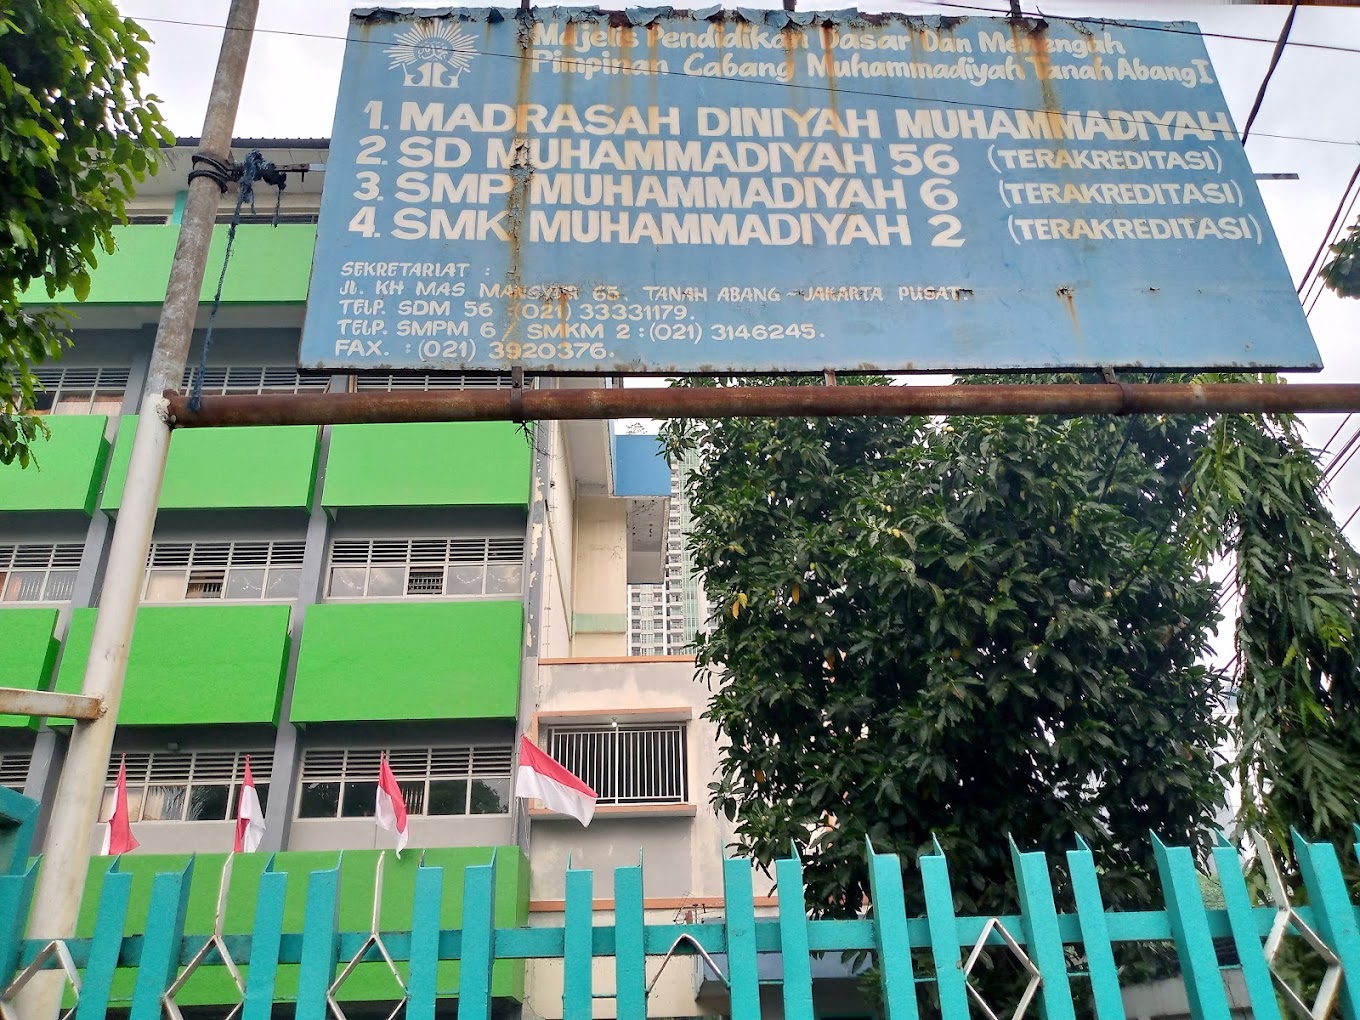 Majelis Pendidikan Dasar Dan Menengah
Pimpinan Cabang Muhammadiyah Tanah Abang I
1. MADRASAH DINIYAH MUHAMMADIYAH
2. SD MUHAMMADIYAH 56 (TERAKREDITASI)
3. SMP MUHAMMADIYAH 6 (TERAKREDITASI)
4. SMK MUHAMMADIYAH 2 (TERAKREDITASI)
SEKRETARIAT :
Jl. KH MAS MANSYUR 65. TANAH ABANG - JAKARTA PUSAT.
TELP. SDM 56 : (021) 33331179.
TELP. SMPM 6 / SMKM 2 : (021) 3146245.
FAX. : (021) 3920376.